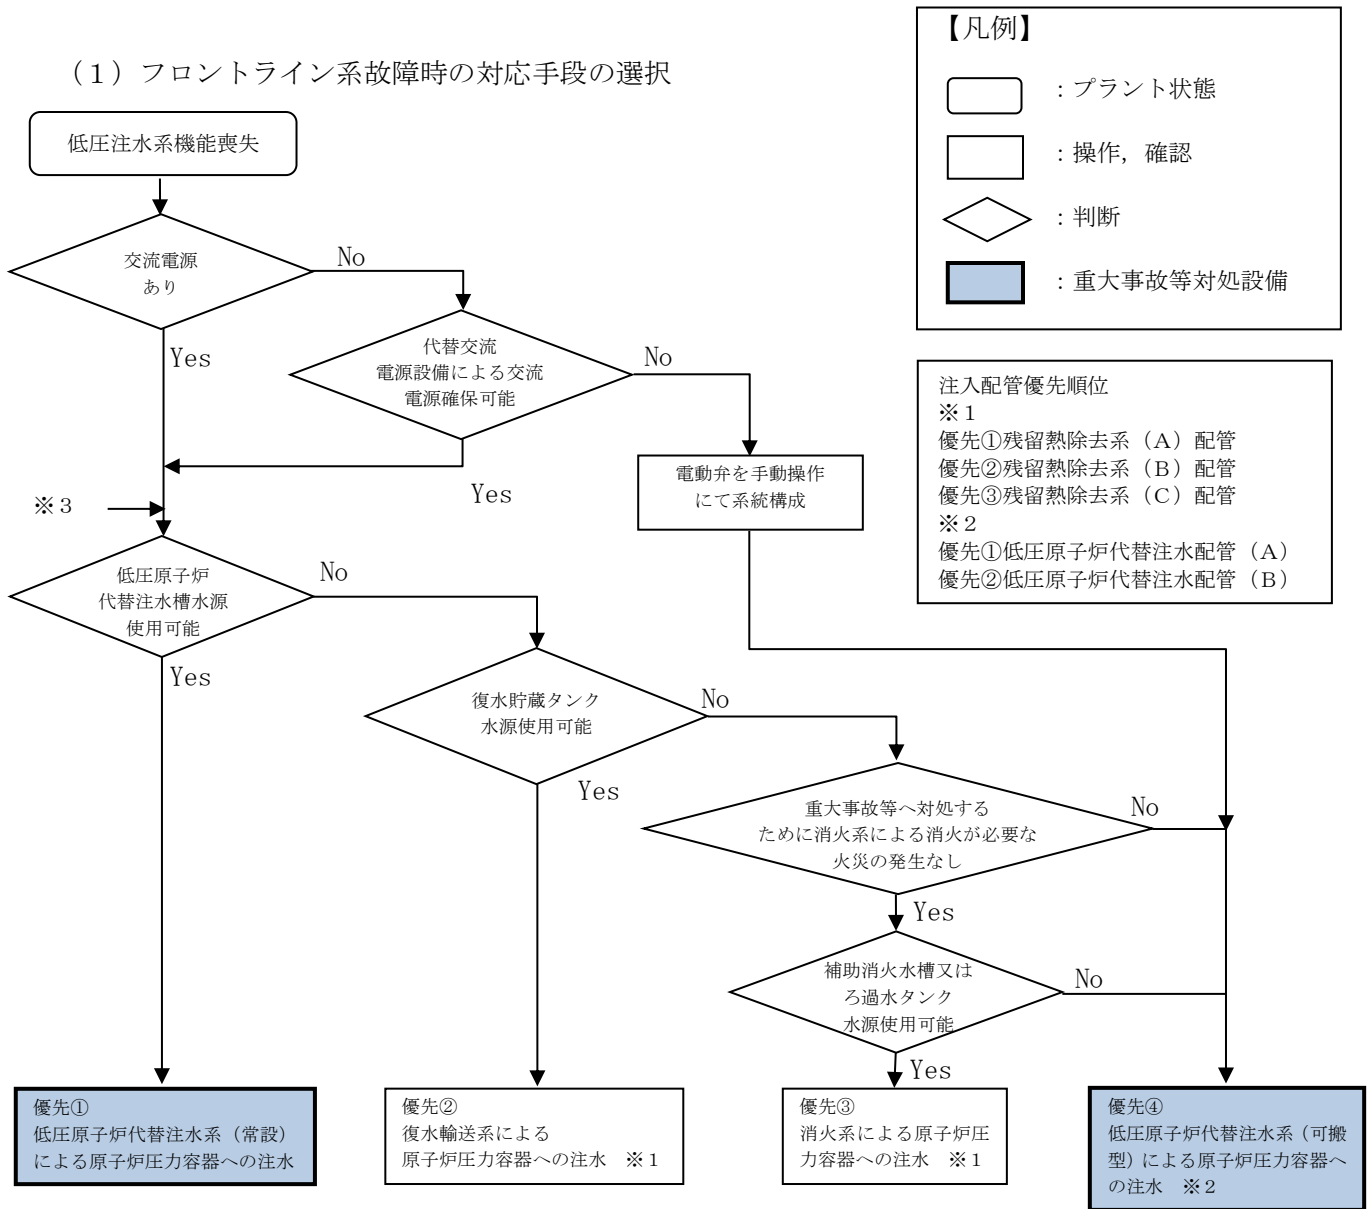 (1)フロントライン系故障時の対応手段の選択
【凡例】
:プラント状態
:操作,確認
:判断
:重大事故等対処設備
低圧注水系機能喪失
交流電源
あり
No
Yes
代替交流
電源設備による交流
電源確保可能
No
Yes
電動弁を手動操作
にて系統構成
注入配管優先順位
※1
優先①残留熱除去系(A)配管
優先②残留熱除去系(B)配管
優先③残留熱除去系(C)配管
※2
優先①低圧原子炉代替注水配管(A)
優先②低圧原子炉代替注水配管(B)
※3
低圧原子炉
代替注水槽水源
使用可能
No
Yes
復水貯蔵タンク
水源使用可能
No
Yes
重大事故等へ対処する
ために消火系による消火が必要な
火災の発生なし
No
Yes
補助消火水槽又は
ろ過水タンク
水源使用可能
No
Yes
優先①
低圧原子炉代替注水系(常設)
による原子炉圧力容器への注水
優先②
復水輸送系による
原子炉圧力容器への注水 ※1
優先③
消火系による原子炉圧
力容器への注水 ※1
優先④
低圧原子炉代替注水系(可搬
型)による原子炉圧力容器へ
の注水 ※2